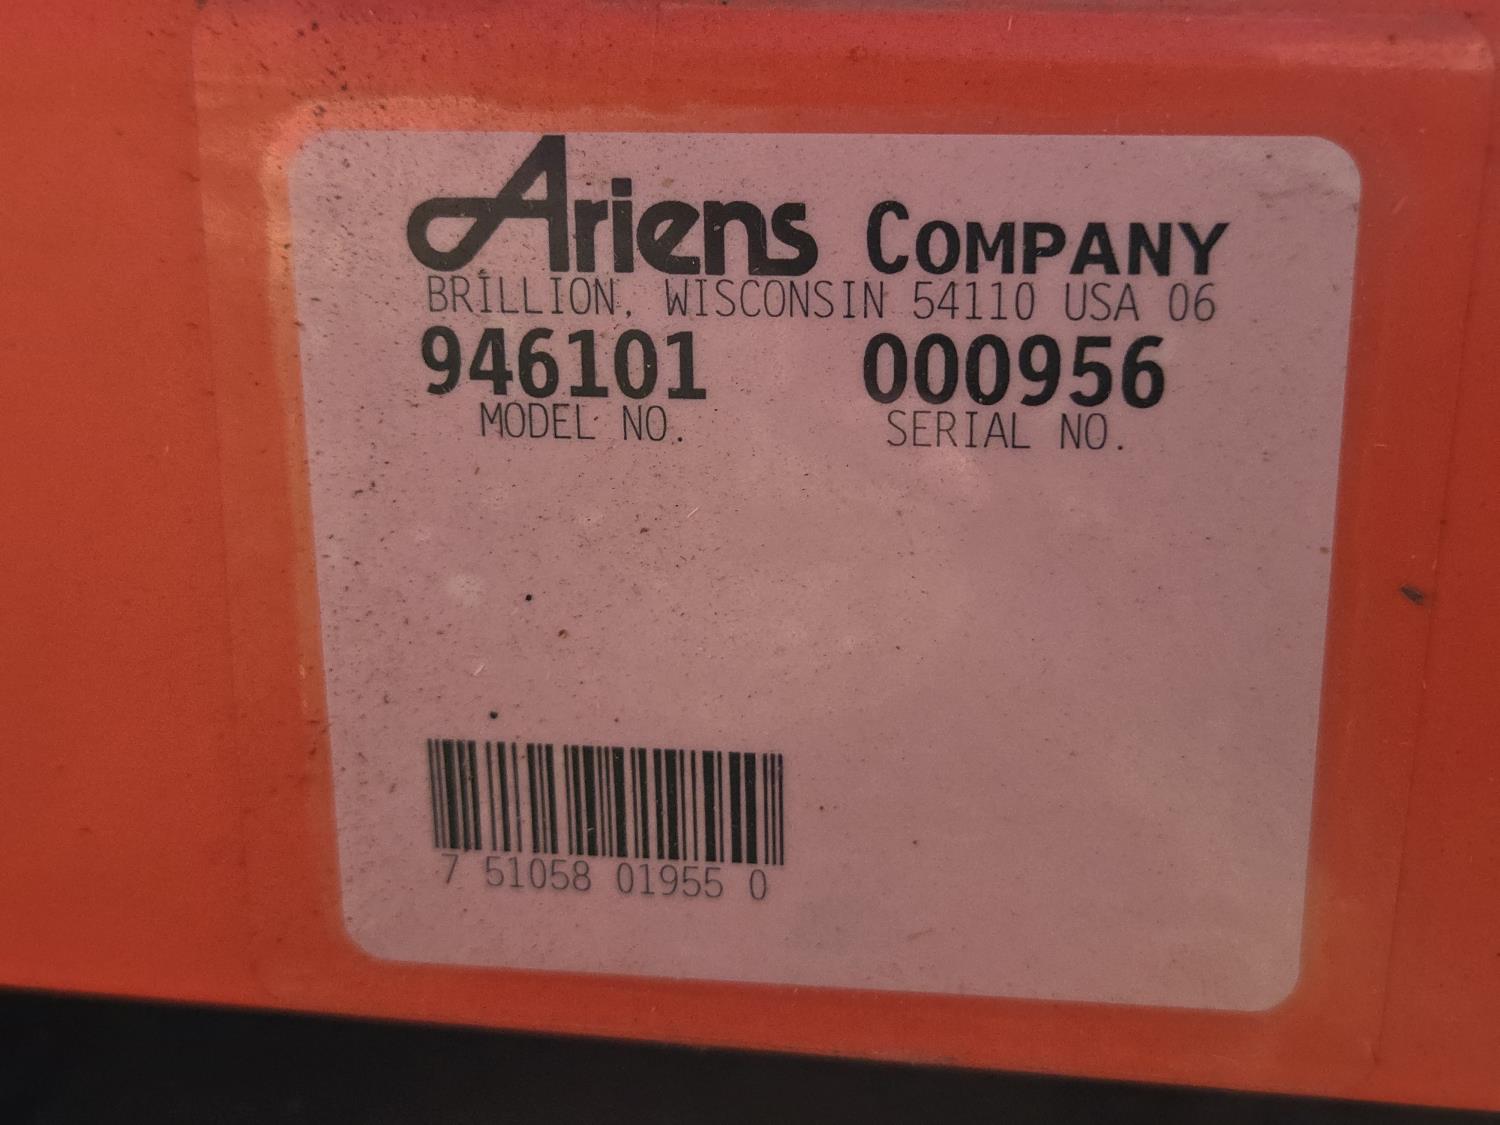 Ariens COMPANY
BRILLION, WISCONSIN 54110 USA 06
946101 000956
MODEL NO. SERIAL NO.
7 51058 01955 0